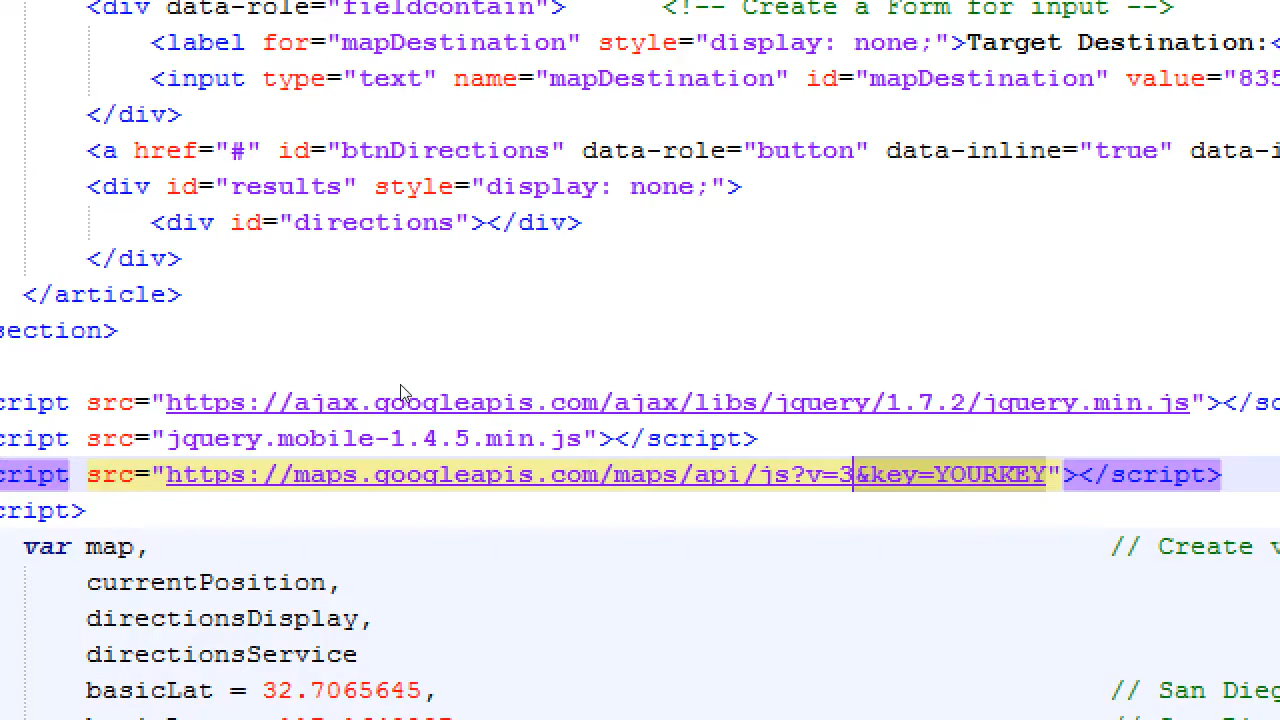 <div data-role="fieldcontain"> <!-- Create a Form for input -->
<label for="mapDestination" style="display: none;">Target Destination:<
<input type="text" name="mapDestination" id="mapDestination" value="835
</div>
<a href="#" id="btnDirections" data-role="button" data-inline="true" data-i
<div id="results" style="display: none;">
<div id="directions"></div>
</div>
</article>
section>
cript src="https://ajax.googleapis.com/ajax/libs/jquery/1.7.2/jquery.min.js"></sc
cript src="jquery.mobile-1.4.5.min.js"></script>
cript src="https://maps.googleapis.com/maps/api/js?v=3&key=YOURKEY"></script>
cript>
var map, // Create v
currentPosition,
directionsDisplay,
directionsService
basicLat = 32.7065645, // San Dieg